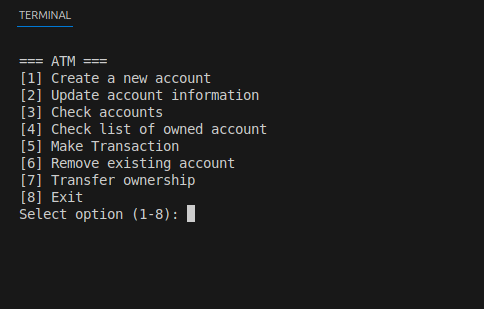 TERMINAL
=== ATM ===
[1] Create a new account
[2] Update account information
[3] Check accounts
[4] Check list of owned account
[5] Make Transaction
[6] Remove existing account
[7] Transfer ownership
[8] Exit
Select option (1-8):